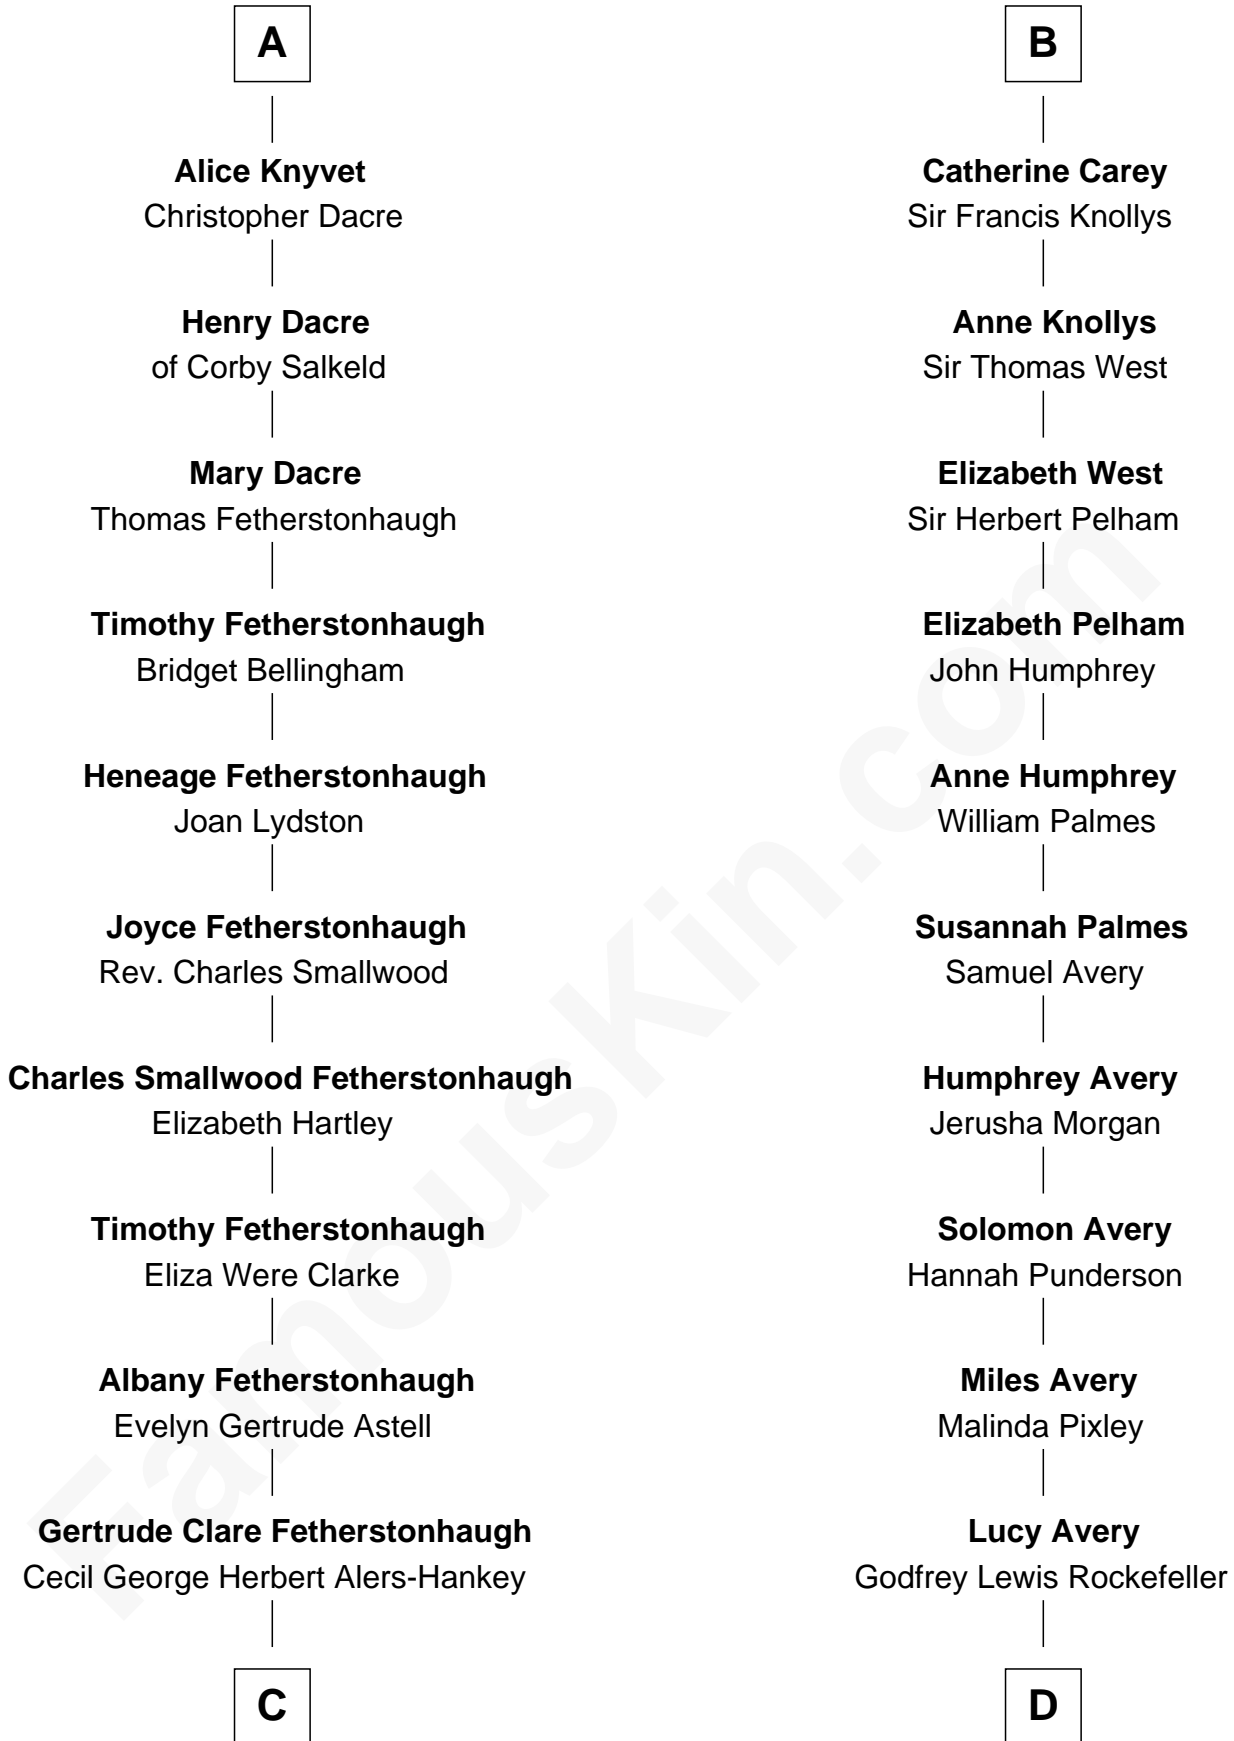 A
Alice Knyvet
Christopher Dacre
Henry Dacre
of Corby Salkeld
Mary Dacre
Thomas Fetherstonhaugh
Timothy Fetherstonhaugh
Bridget Bellingham
Heneage Fetherstonhaugh
Joan Lydston
Joyce Fetherstonhaugh
Rev. Charles Smallwood
Charles Smallwood Fetherstonhaugh
Elizabeth Hartley
Timothy Fetherstonhaugh
Eliza Were Clarke
Albany Fetherstonhaugh
Evelyn Gertrude Astell
Gertrude Clare Fetherstonhaugh
Cecil George Herbert Alers-Hankey
C
B
Catherine Carey
Sir Francis Knollys
Anne Knollys
Sir Thomas West
Elizabeth West
Sir Herbert Pelham
Elizabeth Pelham
John Humphrey
Anne Humphrey
William Palmes
Susannah Palmes
Samuel Avery
Humphrey Avery
Jerusha Morgan
Solomon Avery
Hannah Punderson
Miles Avery
Malinda Pixley
Lucy Avery
Godfrey Lewis Rockefeller
D
FamousKin.com